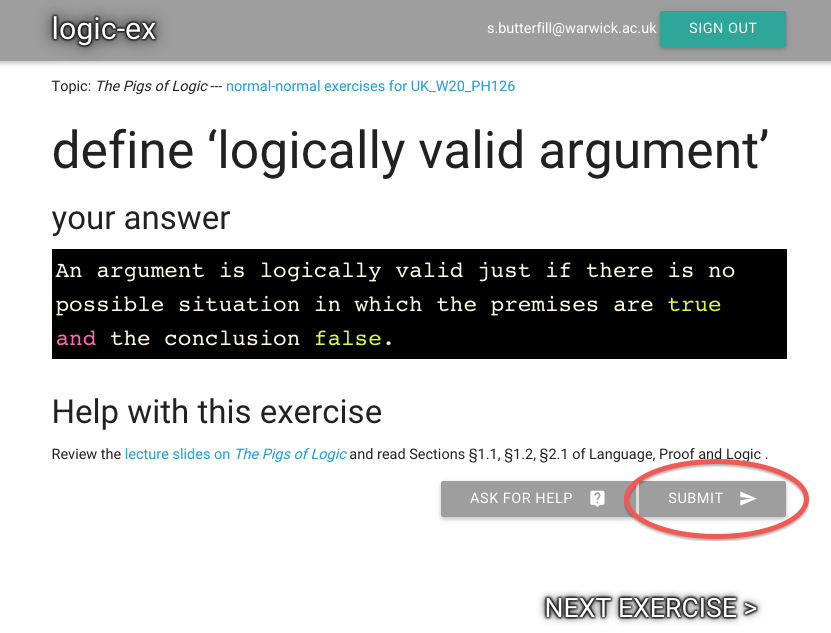 logic-ex
s.butterfill@warwick.ac.uk SIGN OUT
Topic: The Pigs of Logic --- normal-normal exercises for UK_W20_PH126
define ‘logically valid argument’
your answer
An argument is logically valid just if there is no
possible situation in which the premises are true
and the conclusion false.
Help with this exercise
Review the lecture slides on The Pigs of Logic and read Sections §1.1, §1.2, §2.1 of Language, Proof and Logic .
ASK FOR HELP ? SUBMIT
NEXT EXERCISE >